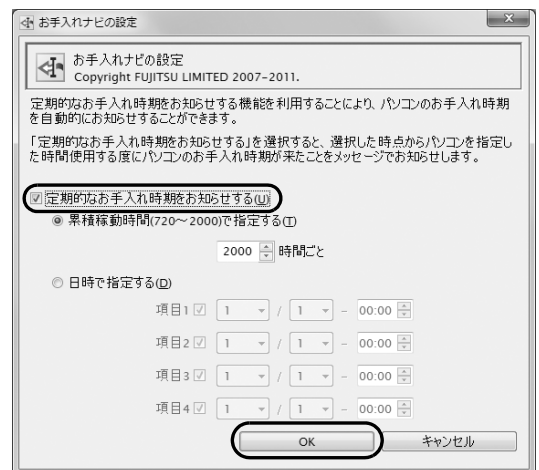 お手入れナビの設定
お手入れナビの設定
Copyright FUJITSU LIMITED 2007-2011.
定期的なお手入れ時期をお知らせする機能を利用することにより、パソコンのお手入れ時期
を自動的にお知らせすることができます。
「定期的なお手入れ時期をお知らせする」を選択すると、選択した時点からパソコンを指定し
た時間使用する度にパソコンのお手入れ時期が来たことをメッセージでお知らせします。
定期的なお手入れ時期をお知らせする(U)
累積稼動時間(720～2000)で指定する(T)
2000 時間ごと
日時で指定する(D)
項目1 1 / 1 - 00:00
項目2 1 / 1 - 00:00
項目3 1 / 1 - 00:00
項目4 1 / 1 - 00:00
OK キャンセル